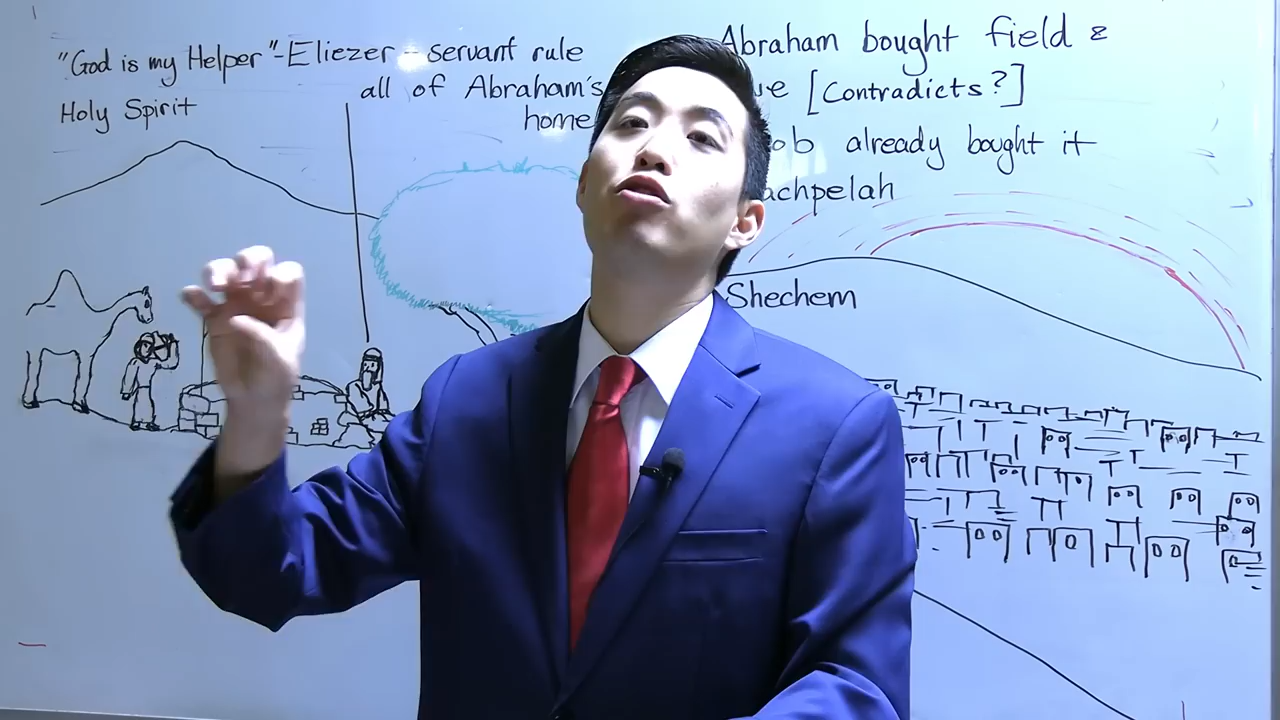 "God is my Helper"-Eliezer - servant rule
all of Abraham's
home
Holy Spirit
Abraham bought field &
[Contradicts?]
already bought it
Shechem